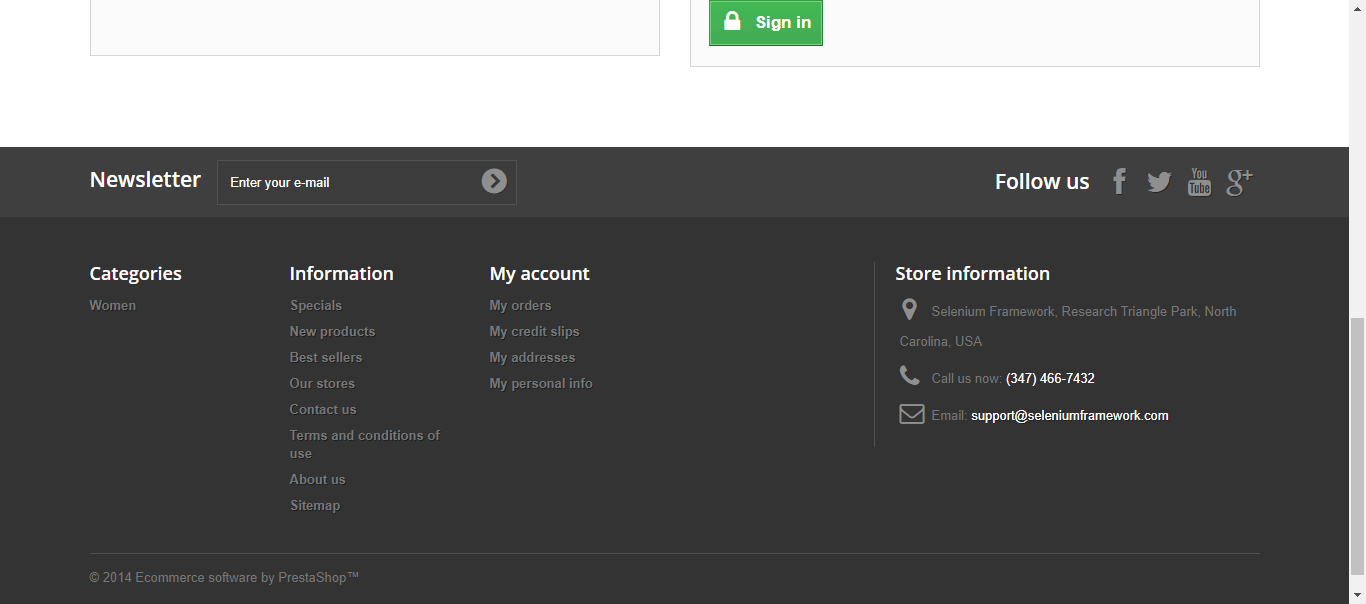 Sign in
Newsletter
Enter your e-mail
Follow us
You
Tube
g+
Categories
Women
Information
Specials
New products
Best sellers
Our stores
Contact us
Terms and conditions of
use
About us
Sitemap
My account
My orders
My credit slips
My addresses
My personal info
Store information
Selenium Framework, Research Triangle Park, North
Carolina, USA
Call us now: (347) 466-7432
Email: support@seleniumframework.com
© 2014 Ecommerce software by PrestaShop™